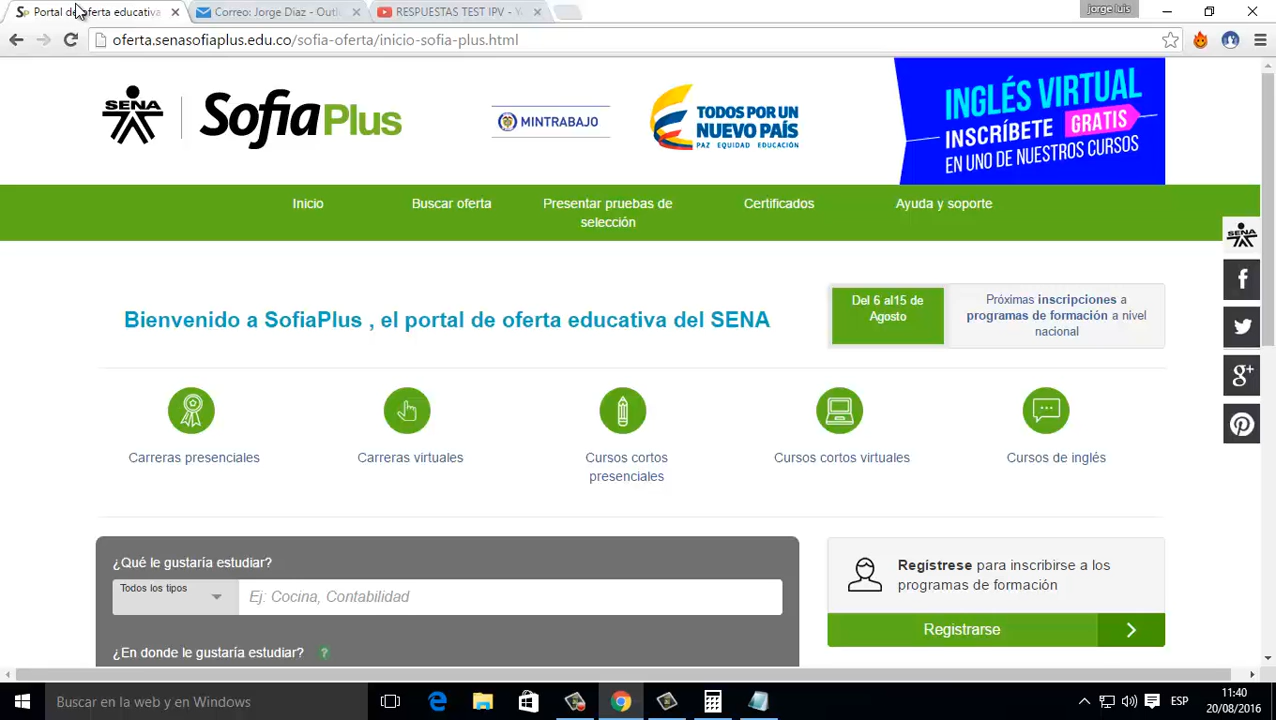 Portal de oferta educativa
Correo: Jorge Diaz - Outl
RESPUESTAS TEST IPV - Y
jorge luis
oferta.senasofiaplus.edu.co/sofia-oferta/inicio-sofia-plus.html
SENA
SofiaPlus
MINTRABAJO
TODOS POR UN
NUEVO PAÍS
PAZ EQUIDAD EDUCACIÓN
INGLÉS VIRTUAL
INSCRÍBETE GRATIS
EN UNO DE NUESTROS CURSOS
Inicio
Buscar oferta
Presentar pruebas de
selección
Certificados
Ayuda y soporte
SENA
Bienvenido a SofiaPlus , el portal de oferta educativa del SENA
Del 6 al15 de
Agosto
Próximas inscripciones a
programas de formación a nivel
nacional
Carreras presenciales
Carreras virtuales
Cursos cortos
presenciales
Cursos cortos virtuales
Cursos de inglés
¿Qué le gustaría estudiar?
Todos los tipos
Ej: Cocina, Contabilidad
¿En donde le gustaría estudiar? ?
Registrese para inscribirse a los
programas de formación
Registrarse
Buscar en la web y en Windows
ESP
11:40
20/08/2016